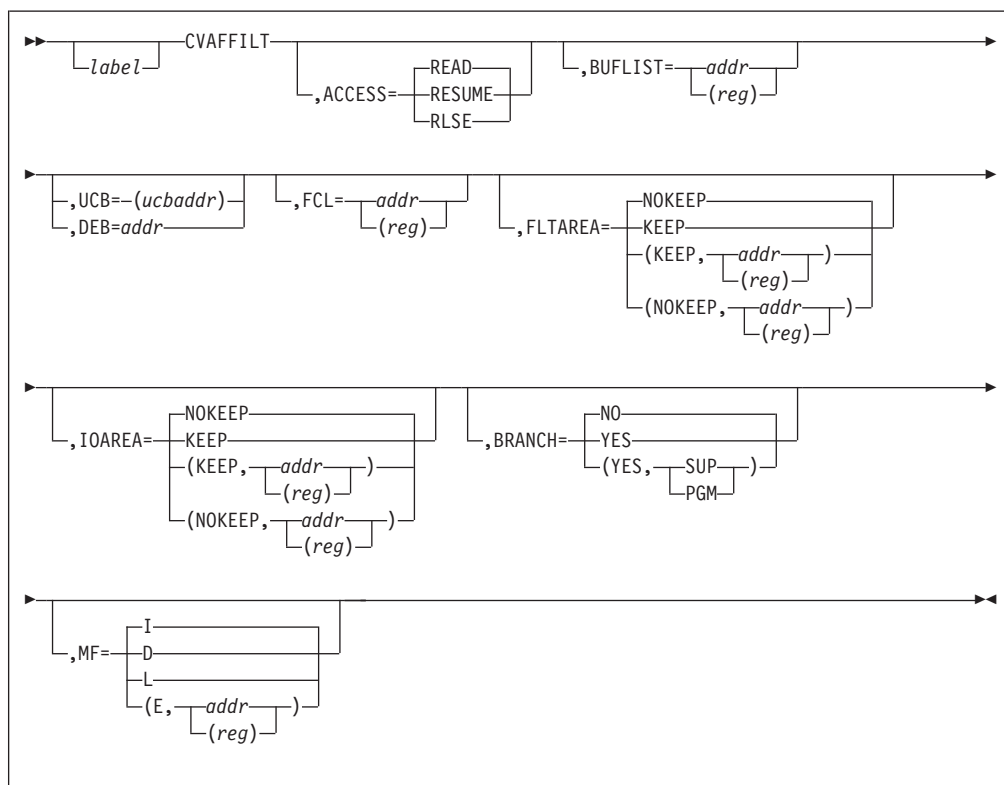 label CVAFFILT ,ACCESS= READ RESUME RLSE ,BUFLIST= addr (reg)
,UCB= (ucbaddr) ,DEB=addr ,FCL= addr (reg) ,FLTAREA= NOKEEP KEEP (KEEP, addr (reg) ) (NOKEEP, addr (reg) )
,IOAREA= NOKEEP KEEP (KEEP, addr (reg) ) (NOKEEP, addr (reg) ) ,BRANCH= NO YES (YES, SUP PGM )
,MF= I D L (E, addr (reg) )